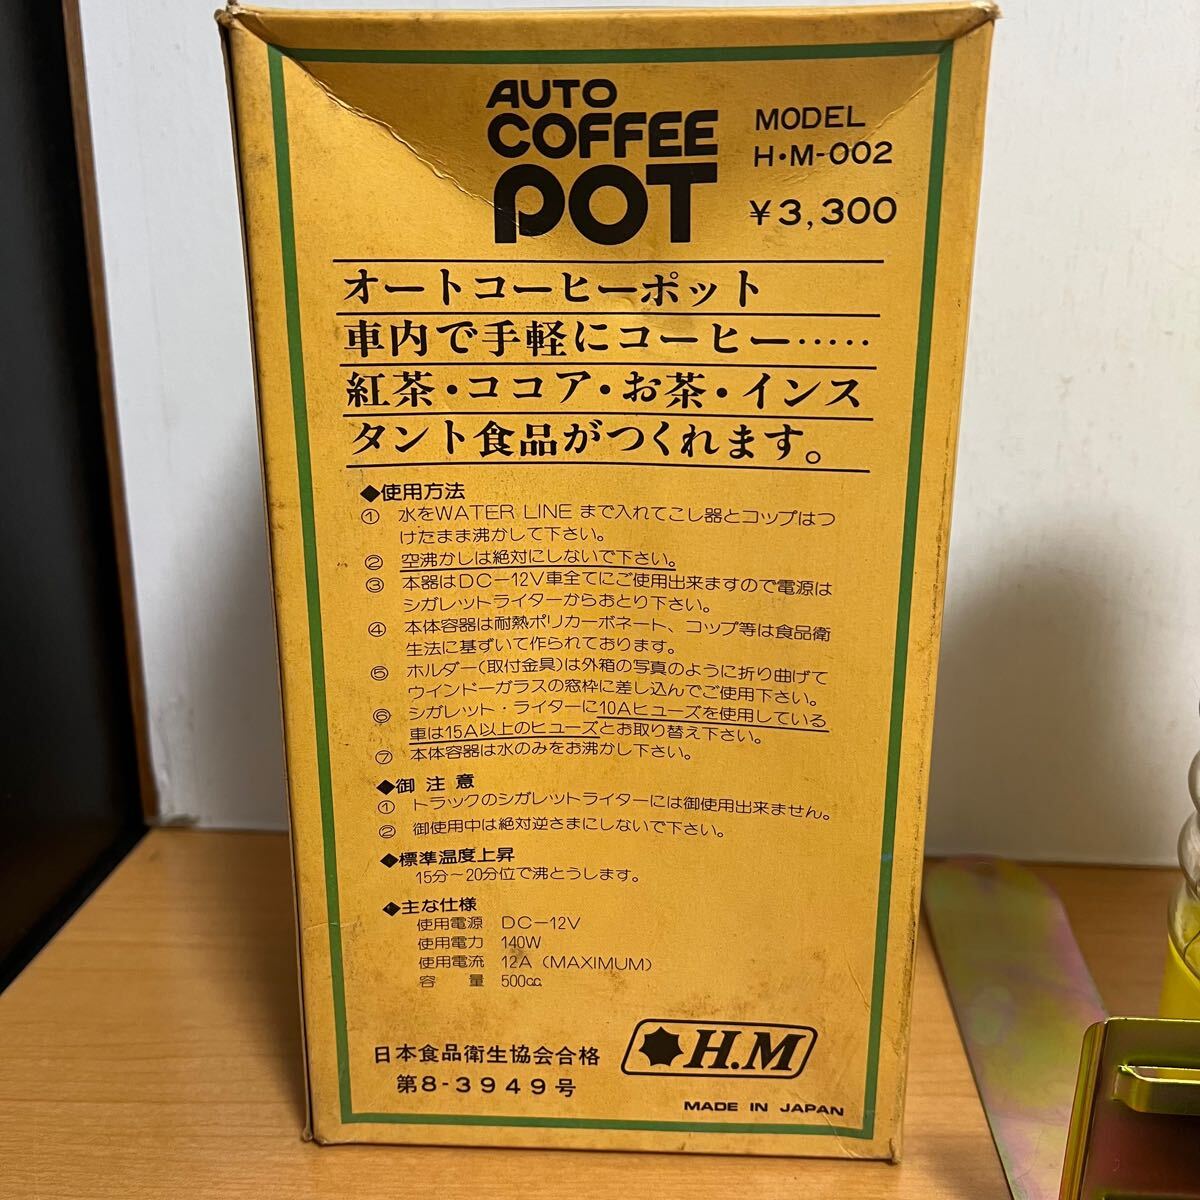 AUTO
COFFEE
POT
MODEL
H・M-002
¥3,300
オートコーヒーポット
車内で手軽にコーヒー‥‥‥
紅茶・ココア・お茶・インス
タント食品がつくれます。
◆使用方法
① 水をWATER LINE まで入れてこし器とコップはつ
けたまま沸かして下さい。
② 空沸かしは絶対にしないで下さい。
③ 本器はDC−12V車全てにご使用出来ますので電源は
シガレットライターからおとり下さい。
④ 本体容器は耐熱ポリカーボネート、コップ等は食品衛
生法に基ずいて作られております。
⑤ ホルダー(取付金具)は外箱の写真のように折り曲げて
ウインドーガラスの窓枠に差し込んでご使用下さい。
⑥ シガレット・ライターに10Aヒューズを使用している
車は15A以上のヒューズとお取り替え下さい。
⑦ 本体容器は水のみをお沸かし下さい。
◆御注意
① トラックのシガレットライターには御使用出来ません。
② 御使用中は絶対逆さまにしないで下さい。
◆標準温度上昇
15分〜20分位で沸とうします。
◆主な仕様
使用電源 DC−12V
使用電力 140W
使用電流 12A (MAXIMUM)
容量 500cc
日本食品衛生協会合格
第8-3949号
H.M
MADE IN JAPAN